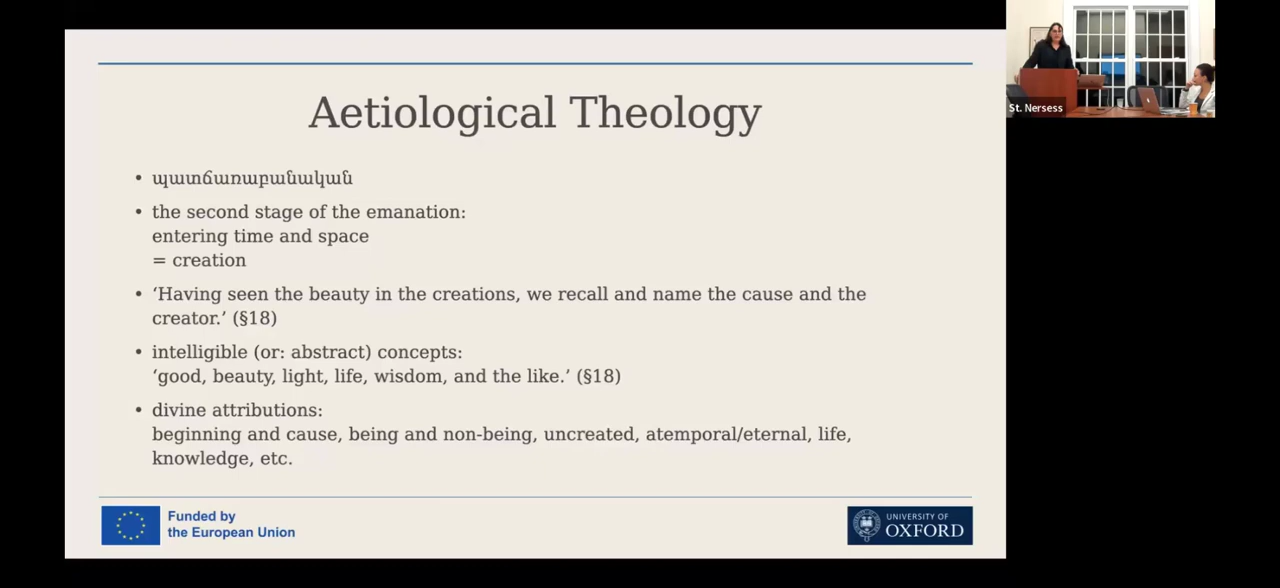 Aetiological Theology
• պատճառաբանական
• the second stage of the emanation:
entering time and space
= creation
• ‘Having seen the beauty in the creations, we recall and name the cause and the
creator.’ (§18)
• intelligible (or: abstract) concepts:
‘good, beauty, light, life, wisdom, and the like.’ (§18)
• divine attributions:
beginning and cause, being and non-being, uncreated, atemporal/eternal, life,
knowledge, etc.
Funded by
the European Union
UNIVERSITY OF
OXFORD
St. Nersess